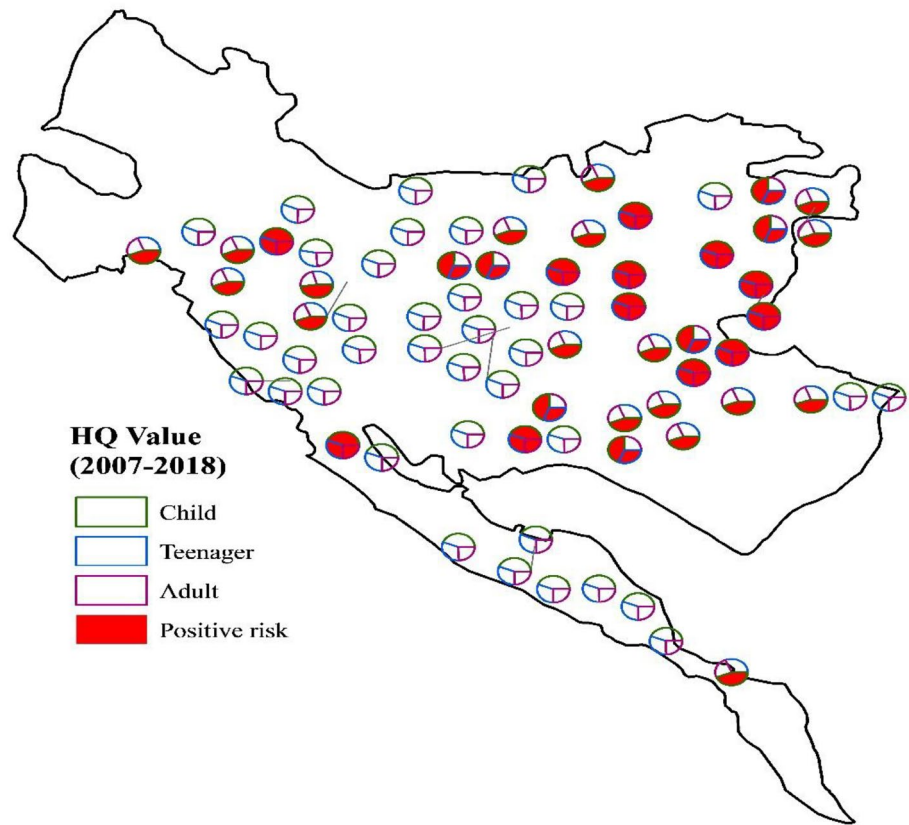 HQ Value
(2007-2018)
Child
Teenager
Adult
Positive risk